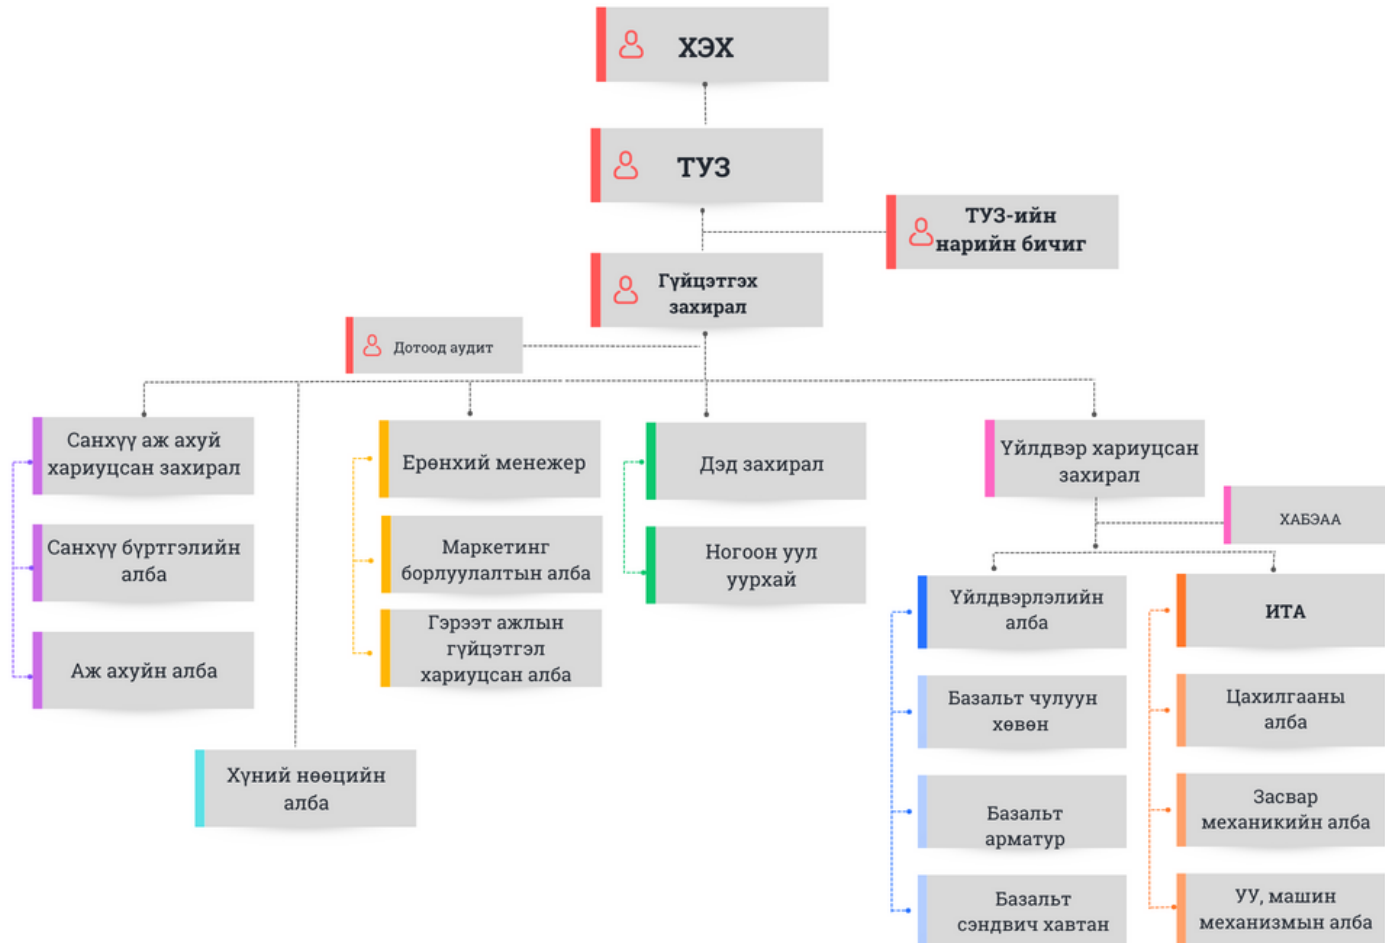 ХЭХ
ТУЗ
ТУЗ-ийн
нарийн бичиг
Гүйцэтгэх
захирал
Дотоод аудит
Санхүү аж ахуй
хариуцсан захирал
Санхүү бүртгэлийн
алба
Аж ахуйн алба
Хүний нөөцийн
алба
Ерөнхий менежер
Маркетинг
борлуулалтын алба
Гэрээт ажлын
гүйцэтгэл
хариуцсан алба
Дэд захирал
Ногоон уул
уурхай
Үйлдвэр хариуцсан
захирал
ХАБЭАА
Үйлдвэрлэлийн
алба
Базальт чулуун
хөвөн
Базальт
арматур
Базальт
сэндвич хавтан
ИТА
Цахилгааны
алба
Засвар
механикийн алба
УУ, машин
механизмын алба